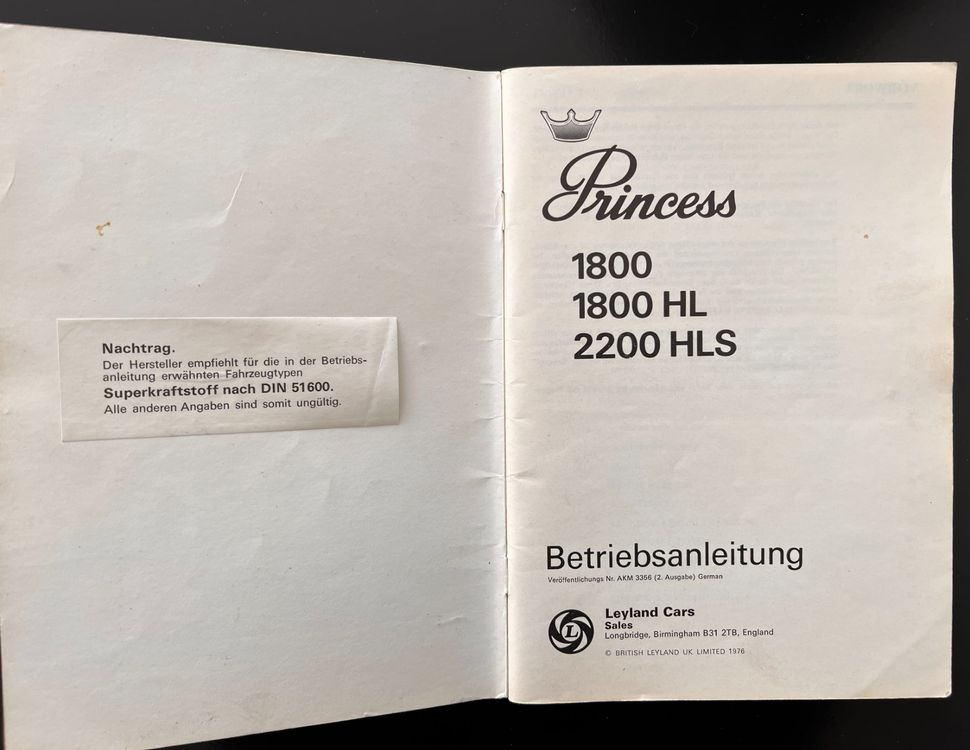 Nachtrag.
Der Hersteller empfiehlt für die in der Betriebs-
anleitung erwähnten Fahrzeugtypen
Superkraftstoff nach DIN 51600.
Alle anderen Angaben sind somit ungültig.
Princess
1800
1800 HL
2200 HLS
Betriebsanleitung
Veröffentlichungs Nr. AKM 3356 (2. Ausgabe) German
L
Leyland Cars
Sales
Longbridge, Birmingham B31 2TB, England
© BRITISH LEYLAND UK LIMITED 1976